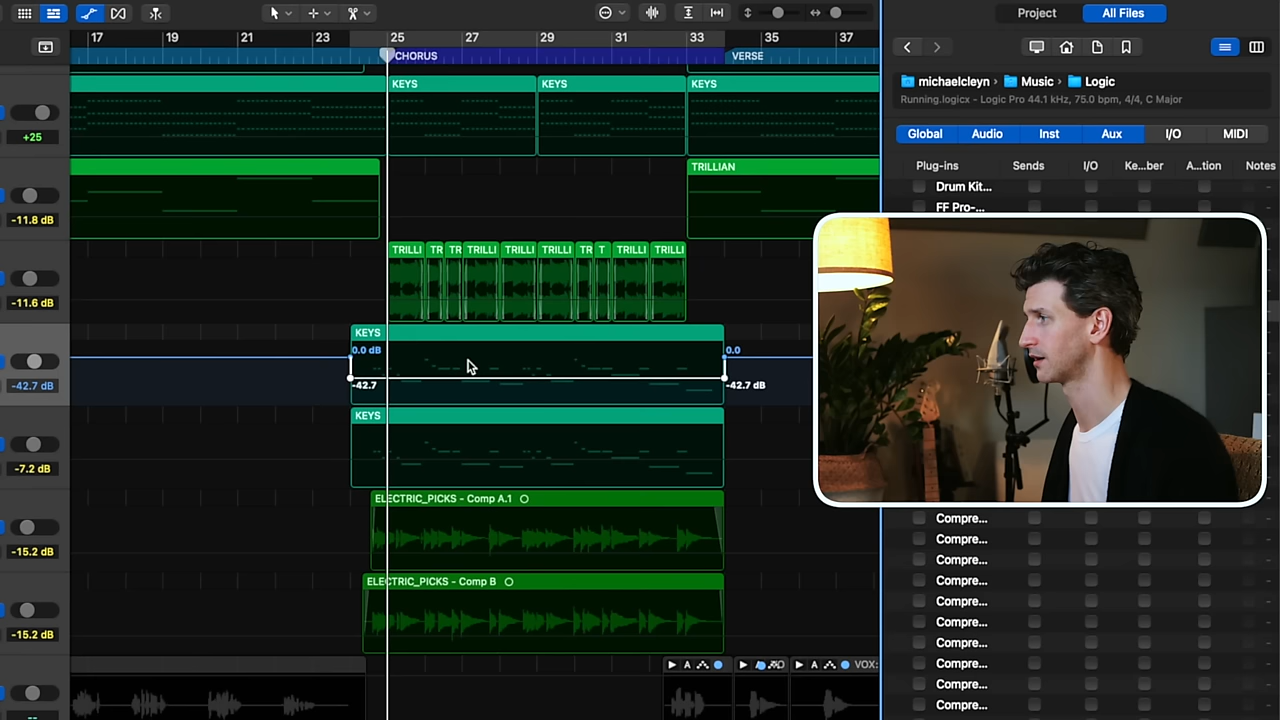 Project
All Files
17
19
21
23
25
27
29
31
33
35
37
CHORUS
VERSE
michaelcleyn › Music › Logic
Running.logicx - Logic Pro 44.1 kHz, 75.0 bpm, 4/4, C Major
Global
Audio
Inst
Aux
I/O
MIDI
Plug-ins
Sends
I/O
Ke...ber
A...tion
Notes
Drum Kit...
FF Pro-...
KEYS
KEYS
KEYS
+25
TRILLIAN
-11.8 dB
TRILLI
TR
TR
TRILLI
TRILLI
TRILLI
TR
T
TRILLI
TRILLI
-11.6 dB
KEYS
0.0 dB
0.0
-42.7
-42.7 dB
-42.7 dB
KEYS
-7.2 dB
ELECTRIC_PICKS - Comp A.1
-15.2 dB
ELECTRIC_PICKS - Comp B
-15.2 dB
A
A
A
VOX:
Compre...
Compre...
Compre...
Compre...
Compre...
Compre...
Compre...
Compre...
Compre...
Compre...